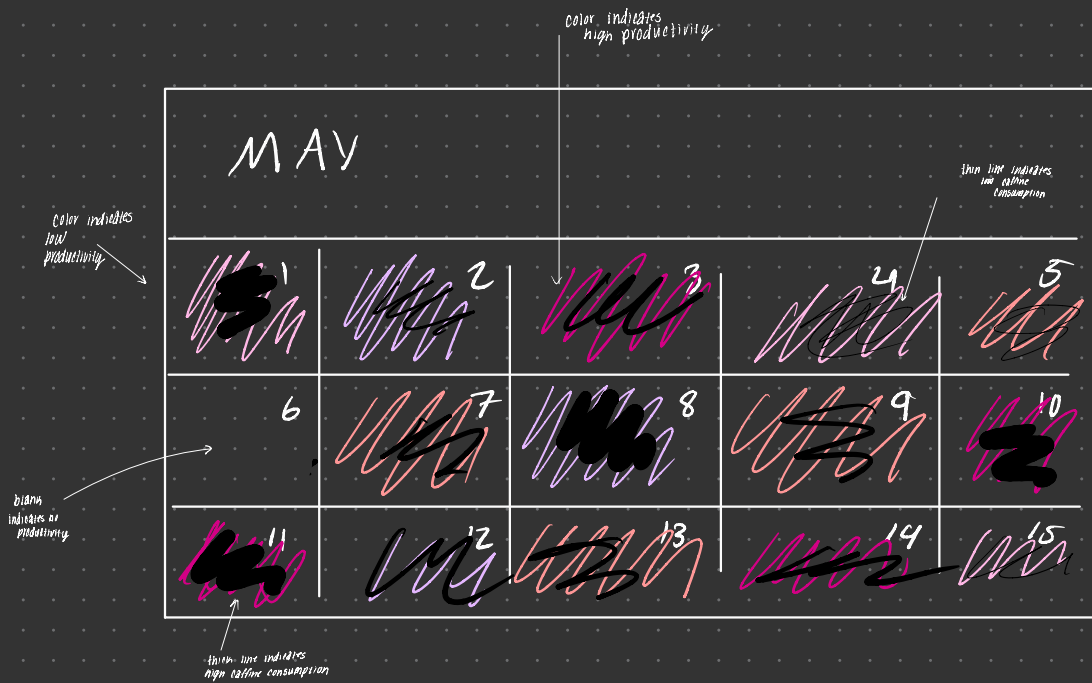 color indicates
high productivity
MAY
thin line indicates
low caffine
consumption
Color indicates
low
productivity
1
2
3
4
5
6
7
8
9
10
blank
indicates no
productivity
11
12
13
14
15
thick line indicates
high caffine consumption